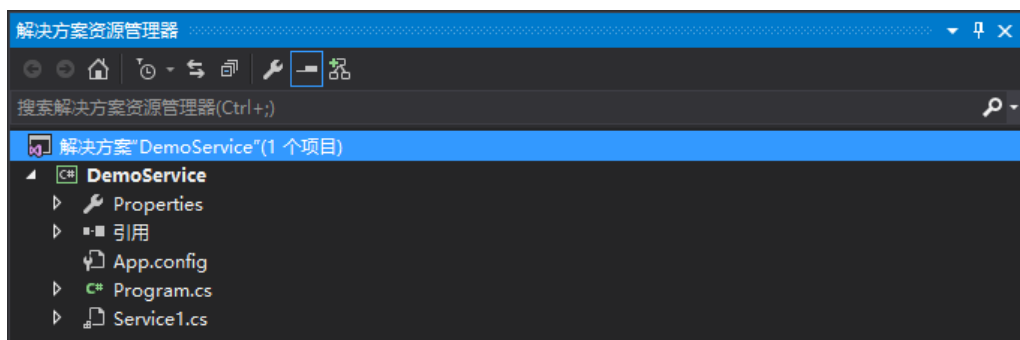 解决方案资源管理器
搜索解决方案资源管理器(Ctrl+;)
解决方案"DemoService"(1 个项目)
C# DemoService
Properties
引用
App.config
C# Program.cs
Service1.cs